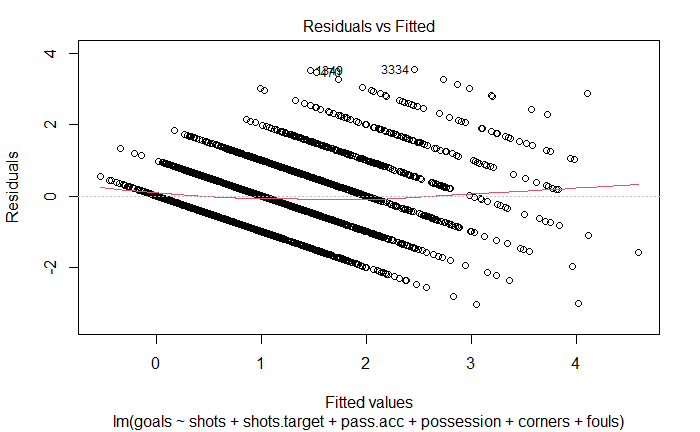 Residuals vs Fitted
Residuals
4
2
0
-2
470
3334
0
1
2
3
4
Fitted values
lm(goals ~ shots + shots.target + pass.acc + possession + corners + fouls)